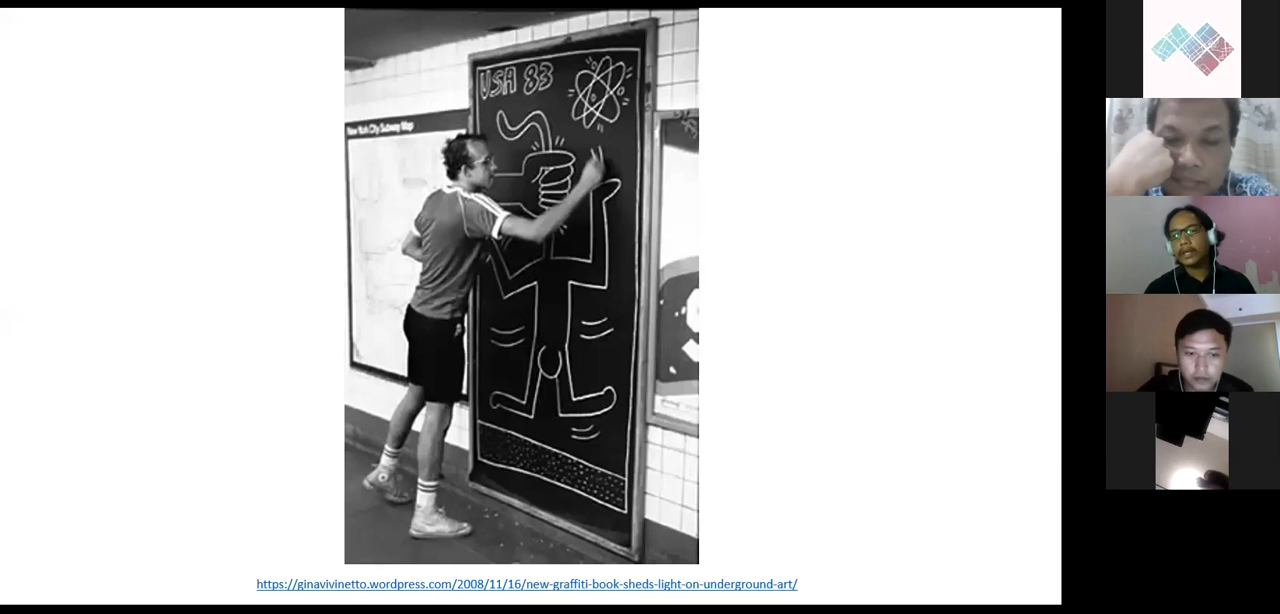 USA 83
New York City Subway Map
https://ginavivinetto.wordpress.com/2008/11/16/new-graffiti-book-sheds-light-on-underground-art/